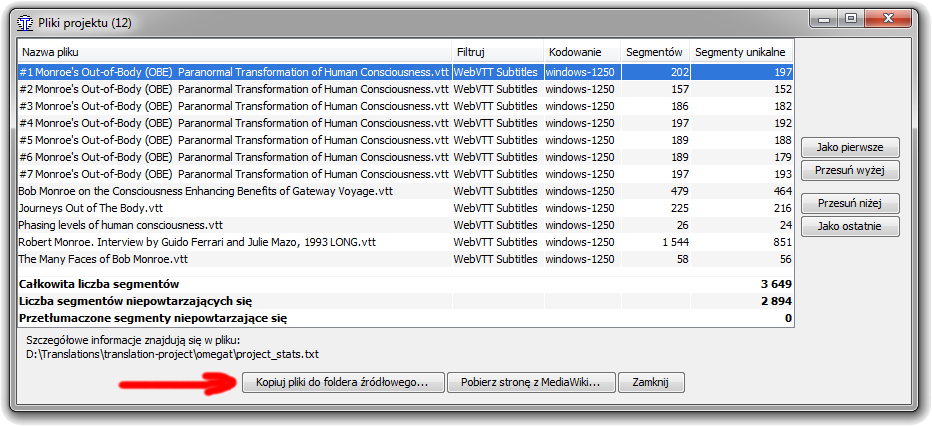 Pliki projektu (12)
Nazwa pliku Filtruj Kodowanie Segmentów Segmenty unikalne
#1 Monroe's Out-of-Body (OBE) Paranormal Transformation of Human Consciousness.vtt WebVTT Subtitles windows-1250 202 197
#2 Monroe's Out-of-Body (OBE) Paranormal Transformation of Human Consciousness.vtt WebVTT Subtitles windows-1250 157 152
#3 Monroe's Out-of-Body (OBE) Paranormal Transformation of Human Consciousness.vtt WebVTT Subtitles windows-1250 186 182
#4 Monroe's Out-of-Body (OBE) Paranormal Transformation of Human Consciousness.vtt WebVTT Subtitles windows-1250 197 192
#5 Monroe's Out-of-Body (OBE) Paranormal Transformation of Human Consciousness.vtt WebVTT Subtitles windows-1250 189 188
#6 Monroe's Out-of-Body (OBE) Paranormal Transformation of Human Consciousness.vtt WebVTT Subtitles windows-1250 189 179
#7 Monroe's Out-of-Body (OBE) Paranormal Transformation of Human Consciousness.vtt WebVTT Subtitles windows-1250 197 193
Bob Monroe on the Consciousness Enhancing Benefits of Gateway Voyage.vtt WebVTT Subtitles windows-1250 479 464
Journeys Out of The Body.vtt WebVTT Subtitles windows-1250 225 216
Phasing levels of human consciousness.vtt WebVTT Subtitles windows-1250 26 24
Robert Monroe. Interview by Guido Ferrari and Julie Mazo, 1993 LONG.vtt WebVTT Subtitles windows-1250 1 544 851
The Many Faces of Bob Monroe.vtt WebVTT Subtitles windows-1250 58 56
Całkowita liczba segmentów 3 649
Liczba segmentów niepowtarzających się 2 894
Przetłumaczone segmenty niepowtarzające się 0
Jako pierwsze
Przesuń wyżej
Przesuń niżej
Jako ostatnie
Szczegółowe informacje znajdują się w pliku:
D:\Translations\translation-project\omegat\project_stats.txt
Kopiuj pliki do foldera źródłowego... Pobierz stronę z MediaWiki... Zamknij